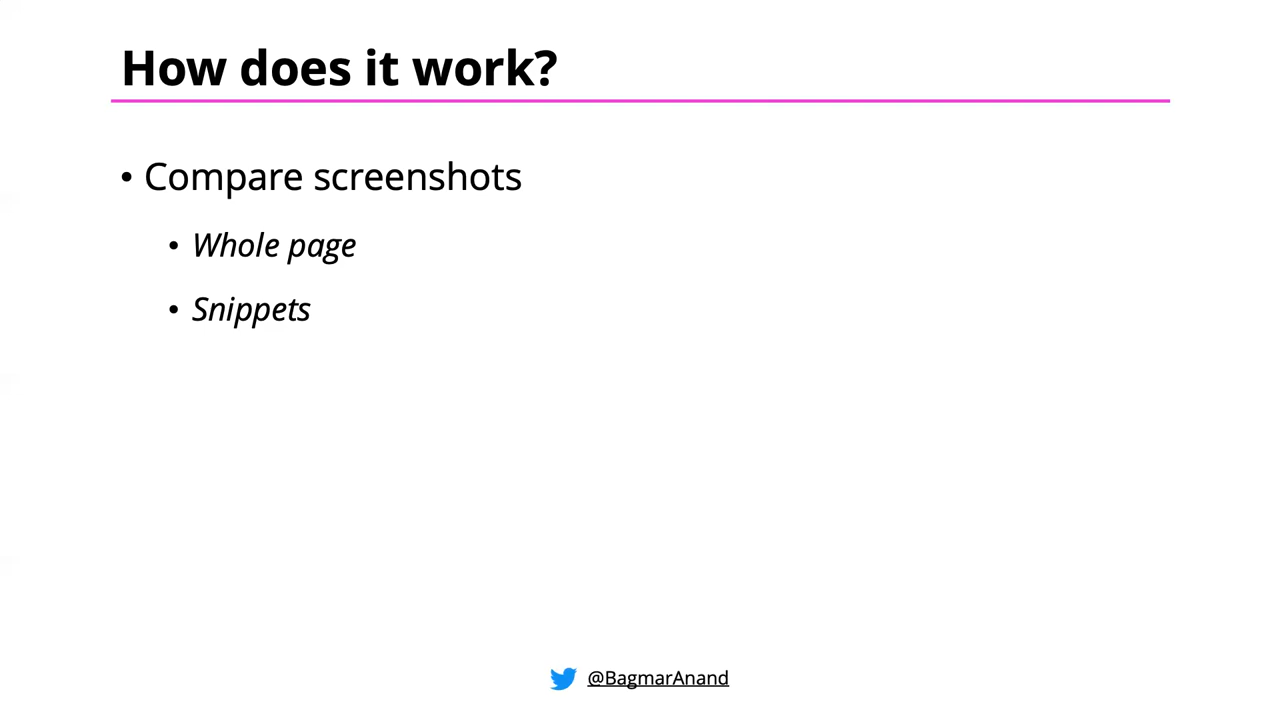 How does it work?
• Compare screenshots
• Whole page
• Snippets
@BagmarAnand